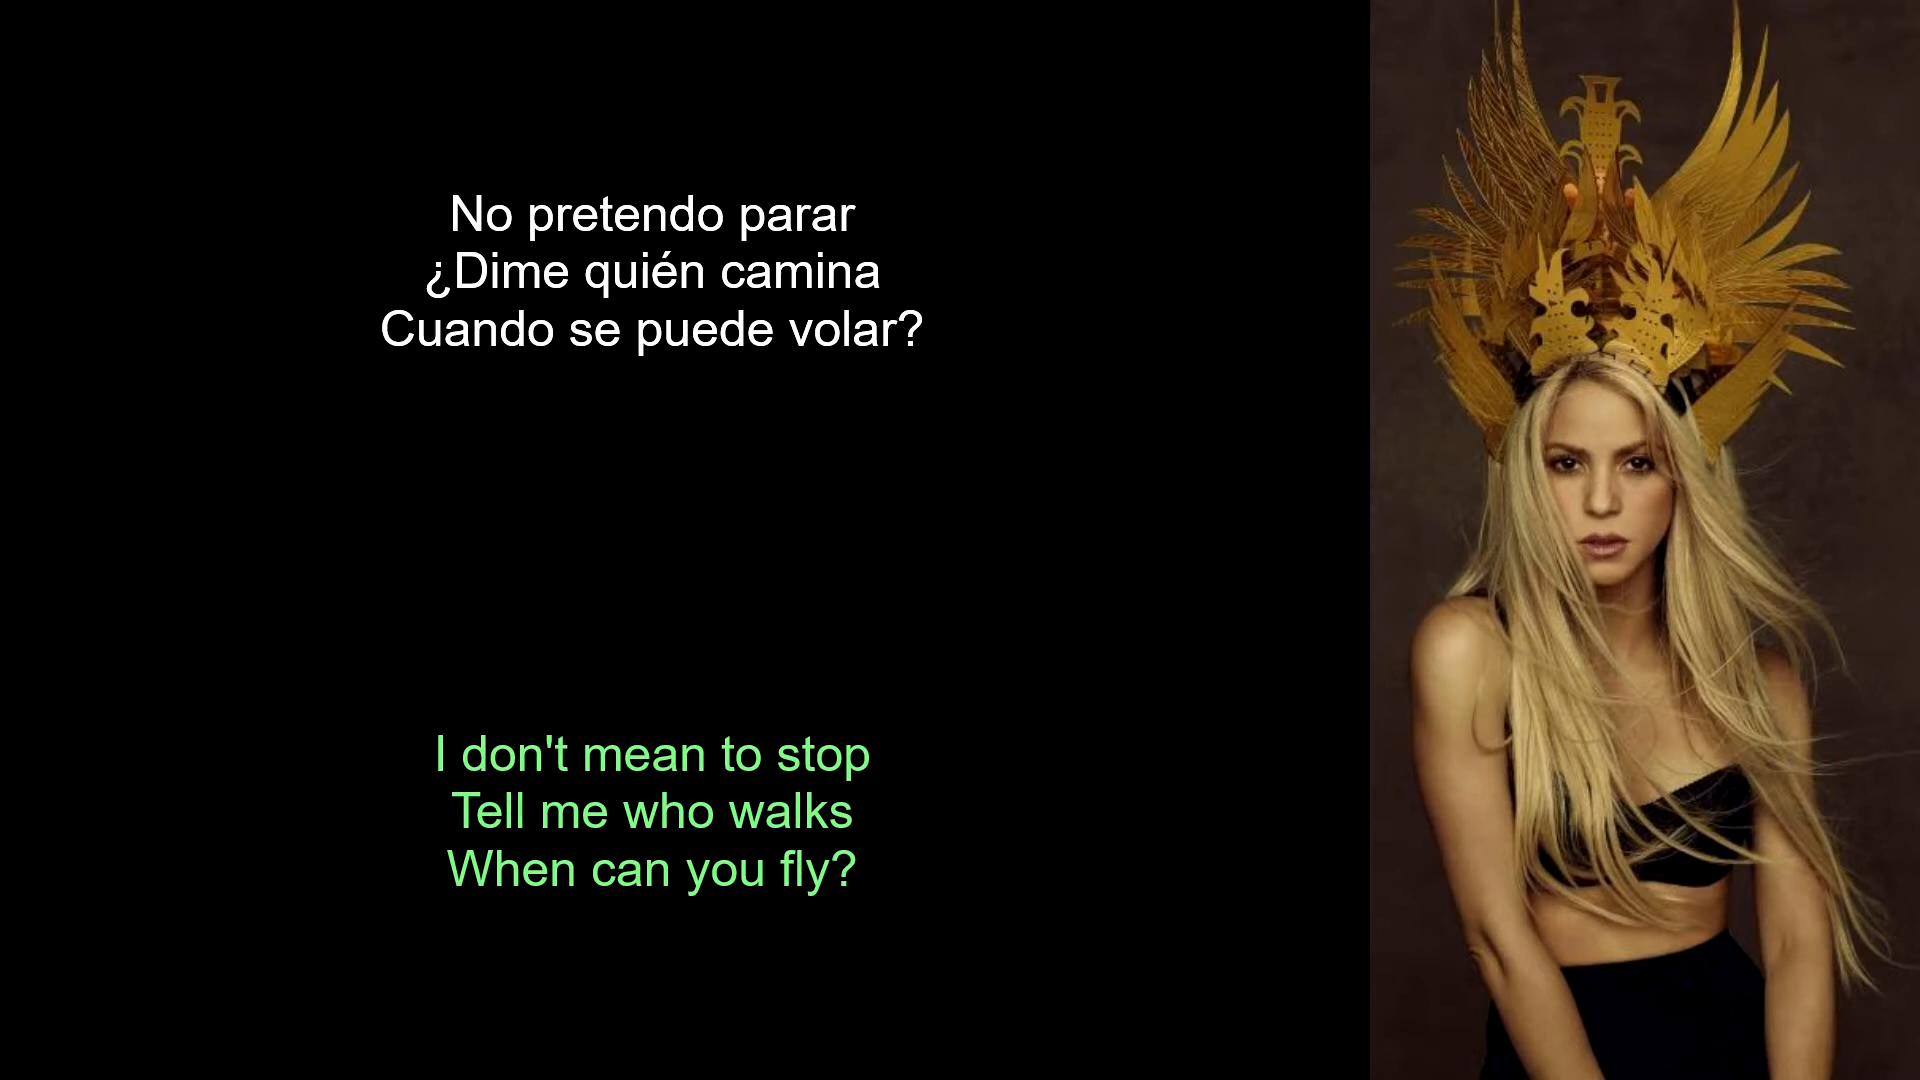 No pretendo parar
¿Dime quién camina
Cuando se puede volar?
I don't mean to stop
Tell me who walks
When can you fly?